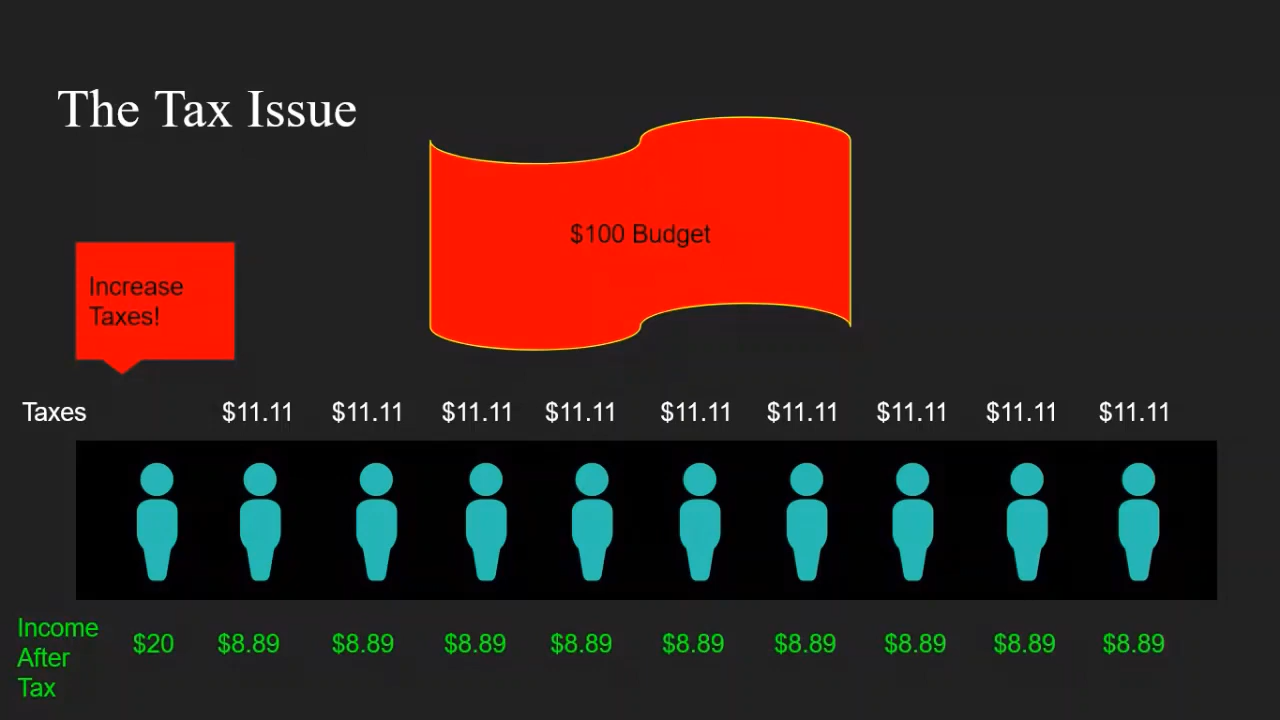 The Tax Issue
$100 Budget
Increase
Taxes!
Taxes $11.11 $11.11 $11.11 $11.11 $11.11 $11.11 $11.11 $11.11 $11.11
Income
After
Tax
$20 $8.89 $8.89 $8.89 $8.89 $8.89 $8.89 $8.89 $8.89 $8.89